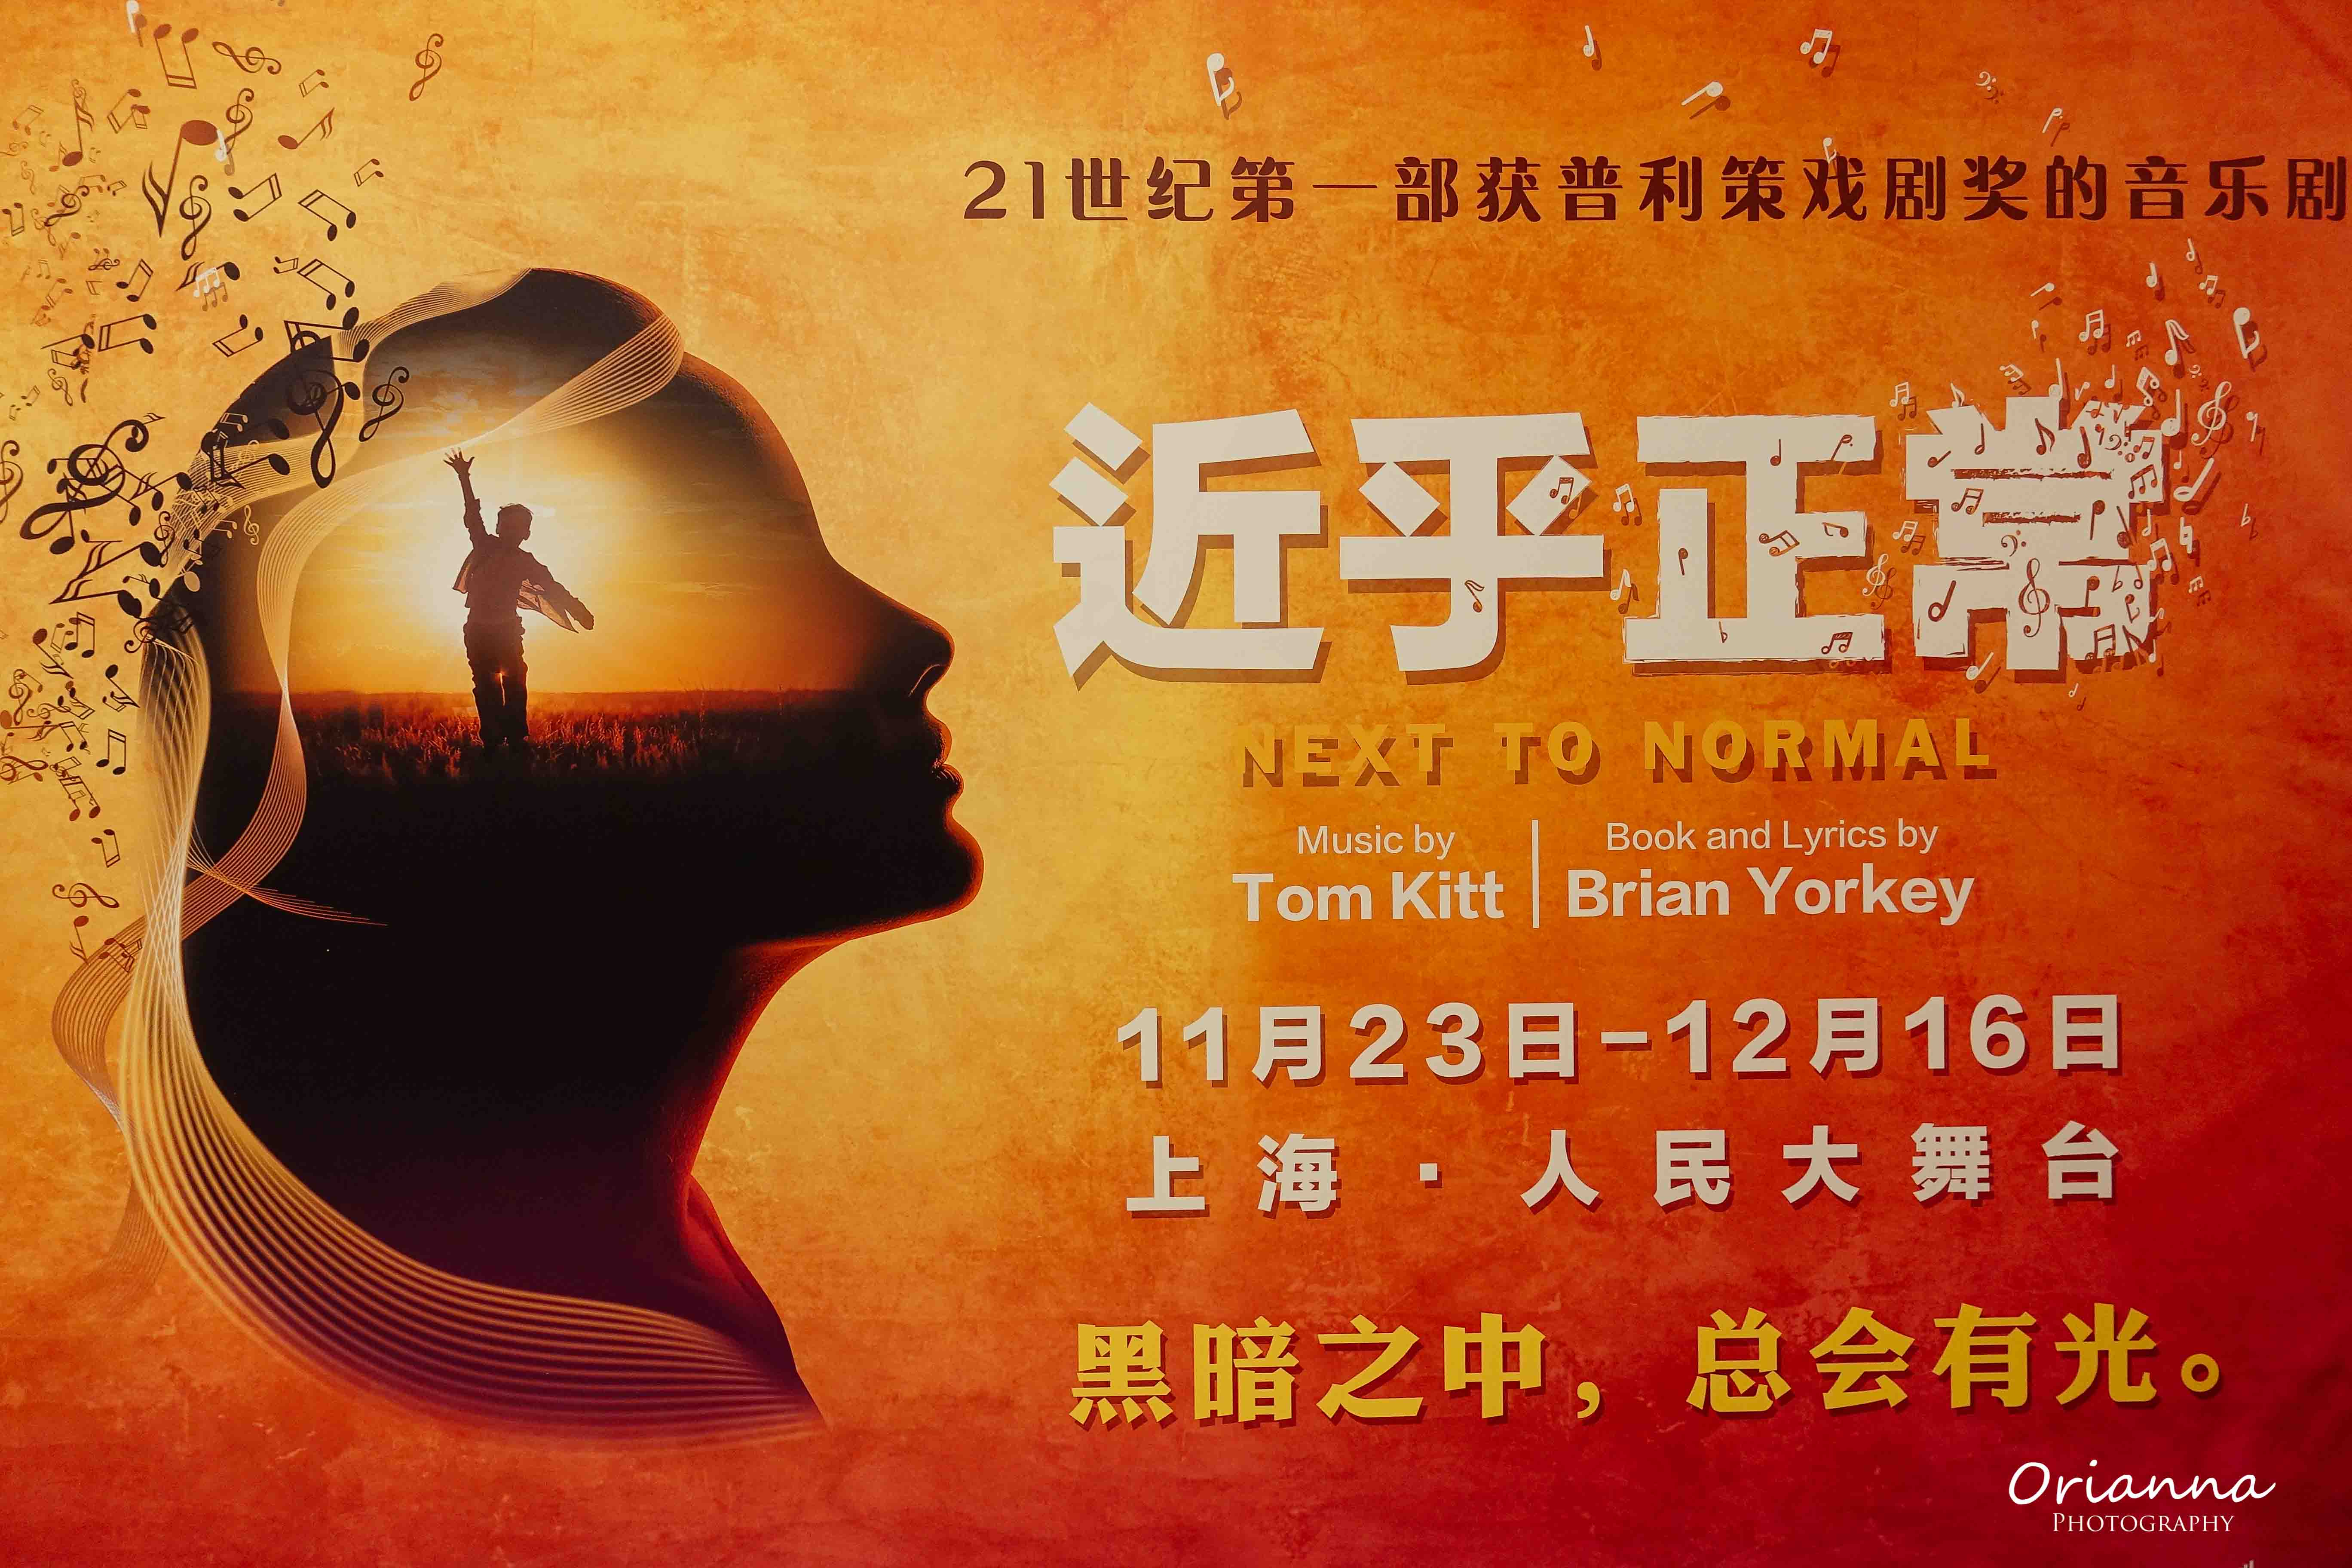 21世纪第一部获普利策戏剧奖的音乐剧
近乎正常
NEXT TO NORMAL
Music by
Tom Kitt
Book and Lyrics by
Brian Yorkey
11月23日-12月16日
上海·人民大舞台
黑暗之中，总会有光。
Orianna
PHOTOGRAPHY